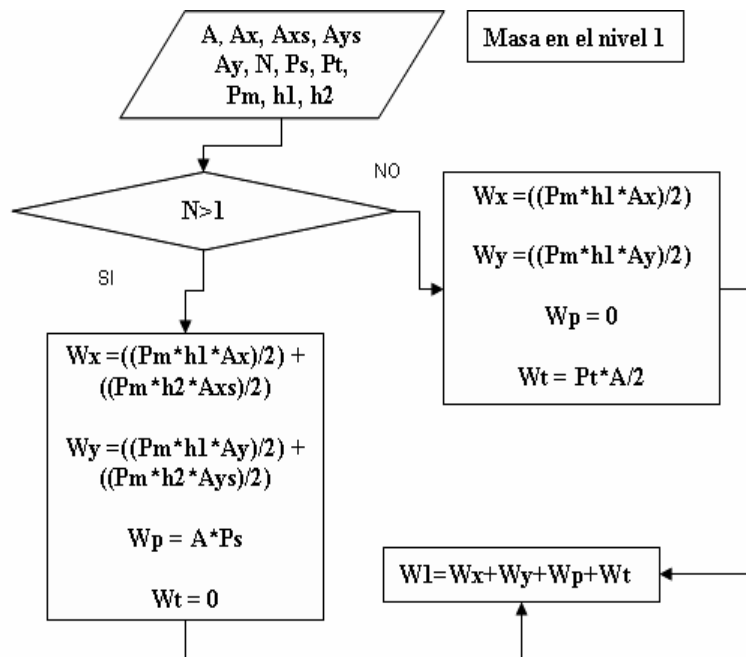 A, Ax, Axs, Ays
Ay, N, Ps, Pt,
Pm, h1, h2
Masa en el nivel 1
N>1
NO
SI
Wx =((Pm*h1*Ax)/2)
Wy =((Pm*h1*Ay)/2)
Wp = 0
Wt = Pt*A/2
Wx =((Pm*h1*Ax)/2) +
((Pm*h2*Axs)/2)
Wy =((Pm*h1*Ay)/2) +
((Pm*h2*Ays)/2)
Wp = A*Ps
Wt = 0
W1=Wx+Wy+Wp+Wt